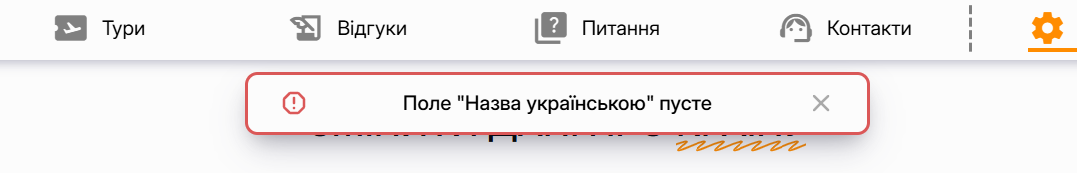 Тури
Відгуки
Питання
Контакти
Поле "Назва українською" пусте